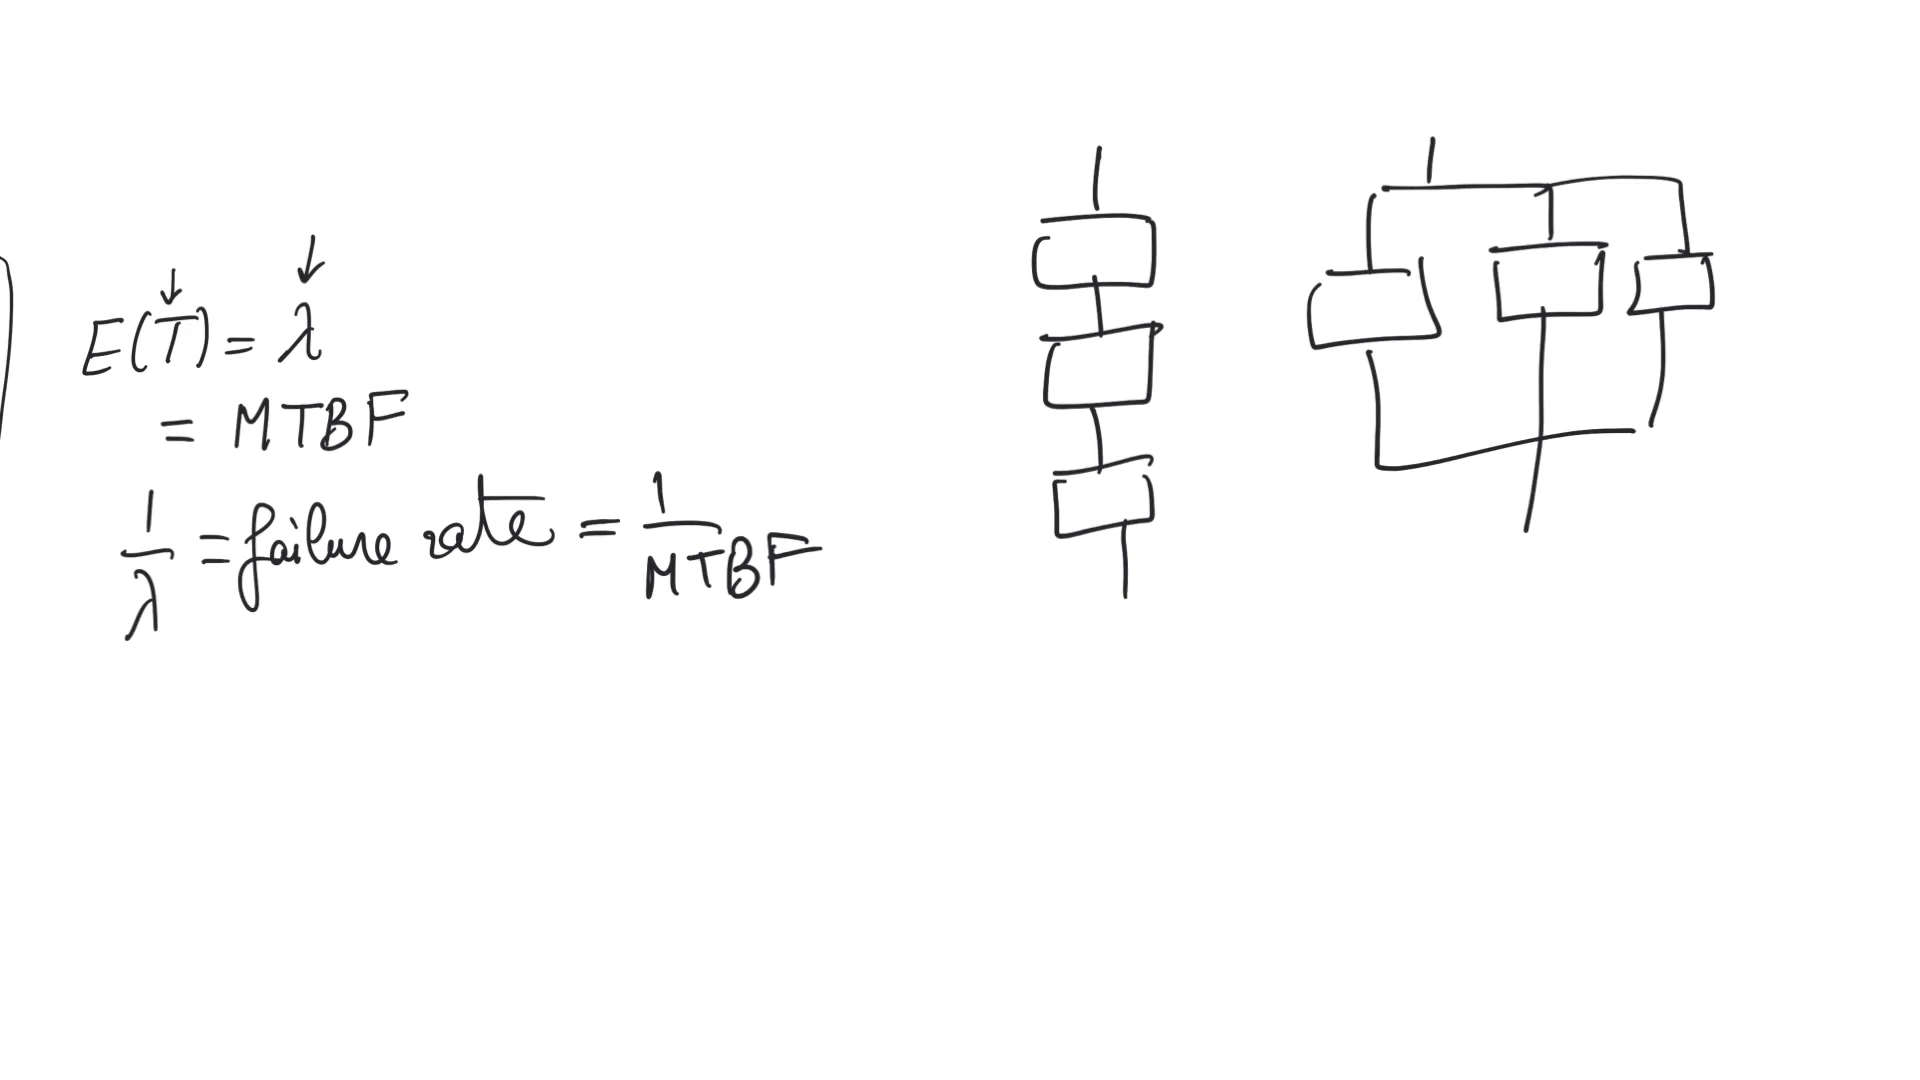 E(T) = λ
= MTBF
1/λ = failure rate = 1/MTBF